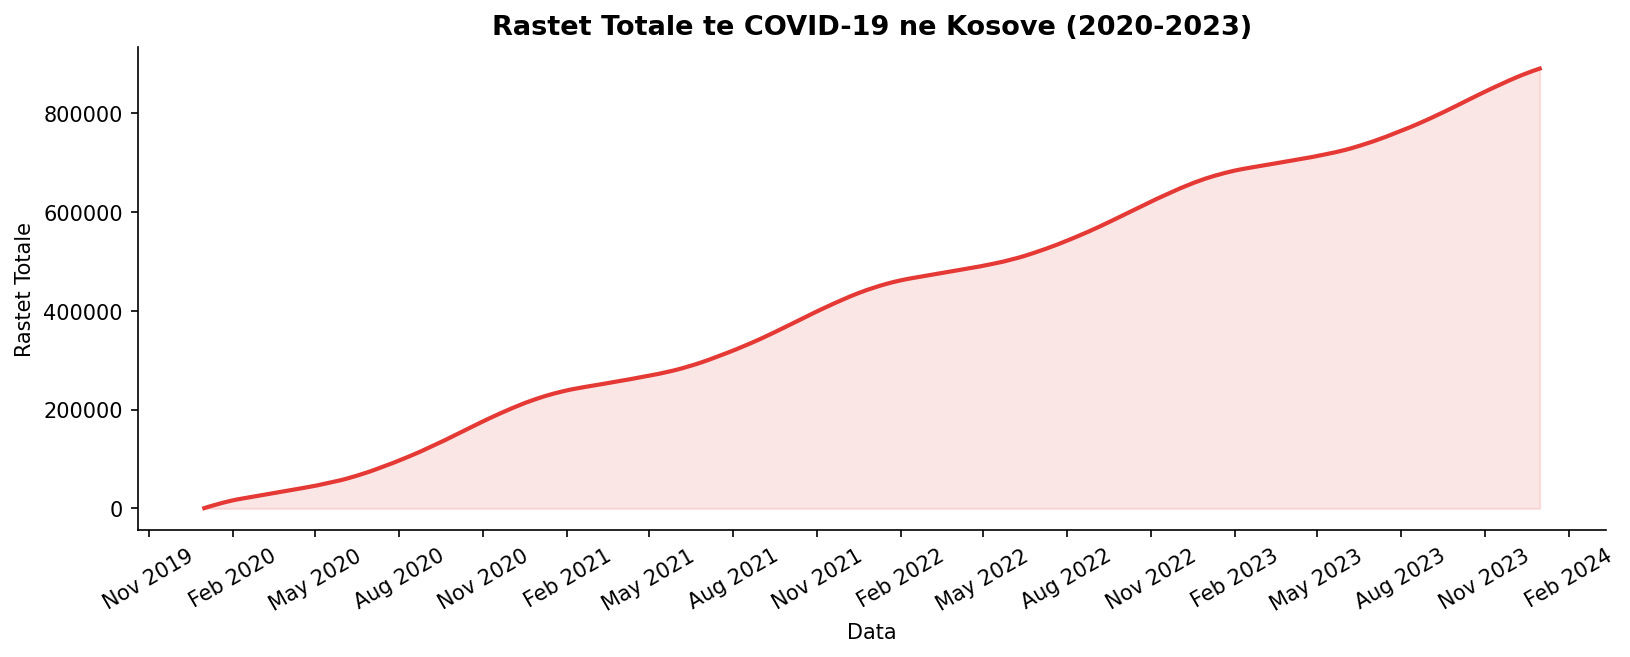 Rastet Totale te COVID-19 ne Kosove (2020-2023)
Rastet Totale
800000
600000
400000
200000
0
Nov 2019
Feb 2020
May 2020
Aug 2020
Nov 2020
Feb 2021
May 2021
Aug 2021
Nov 2021
Feb 2022
May 2022
Aug 2022
Nov 2022
Feb 2023
May 2023
Aug 2023
Nov 2023
Feb 2024
Data